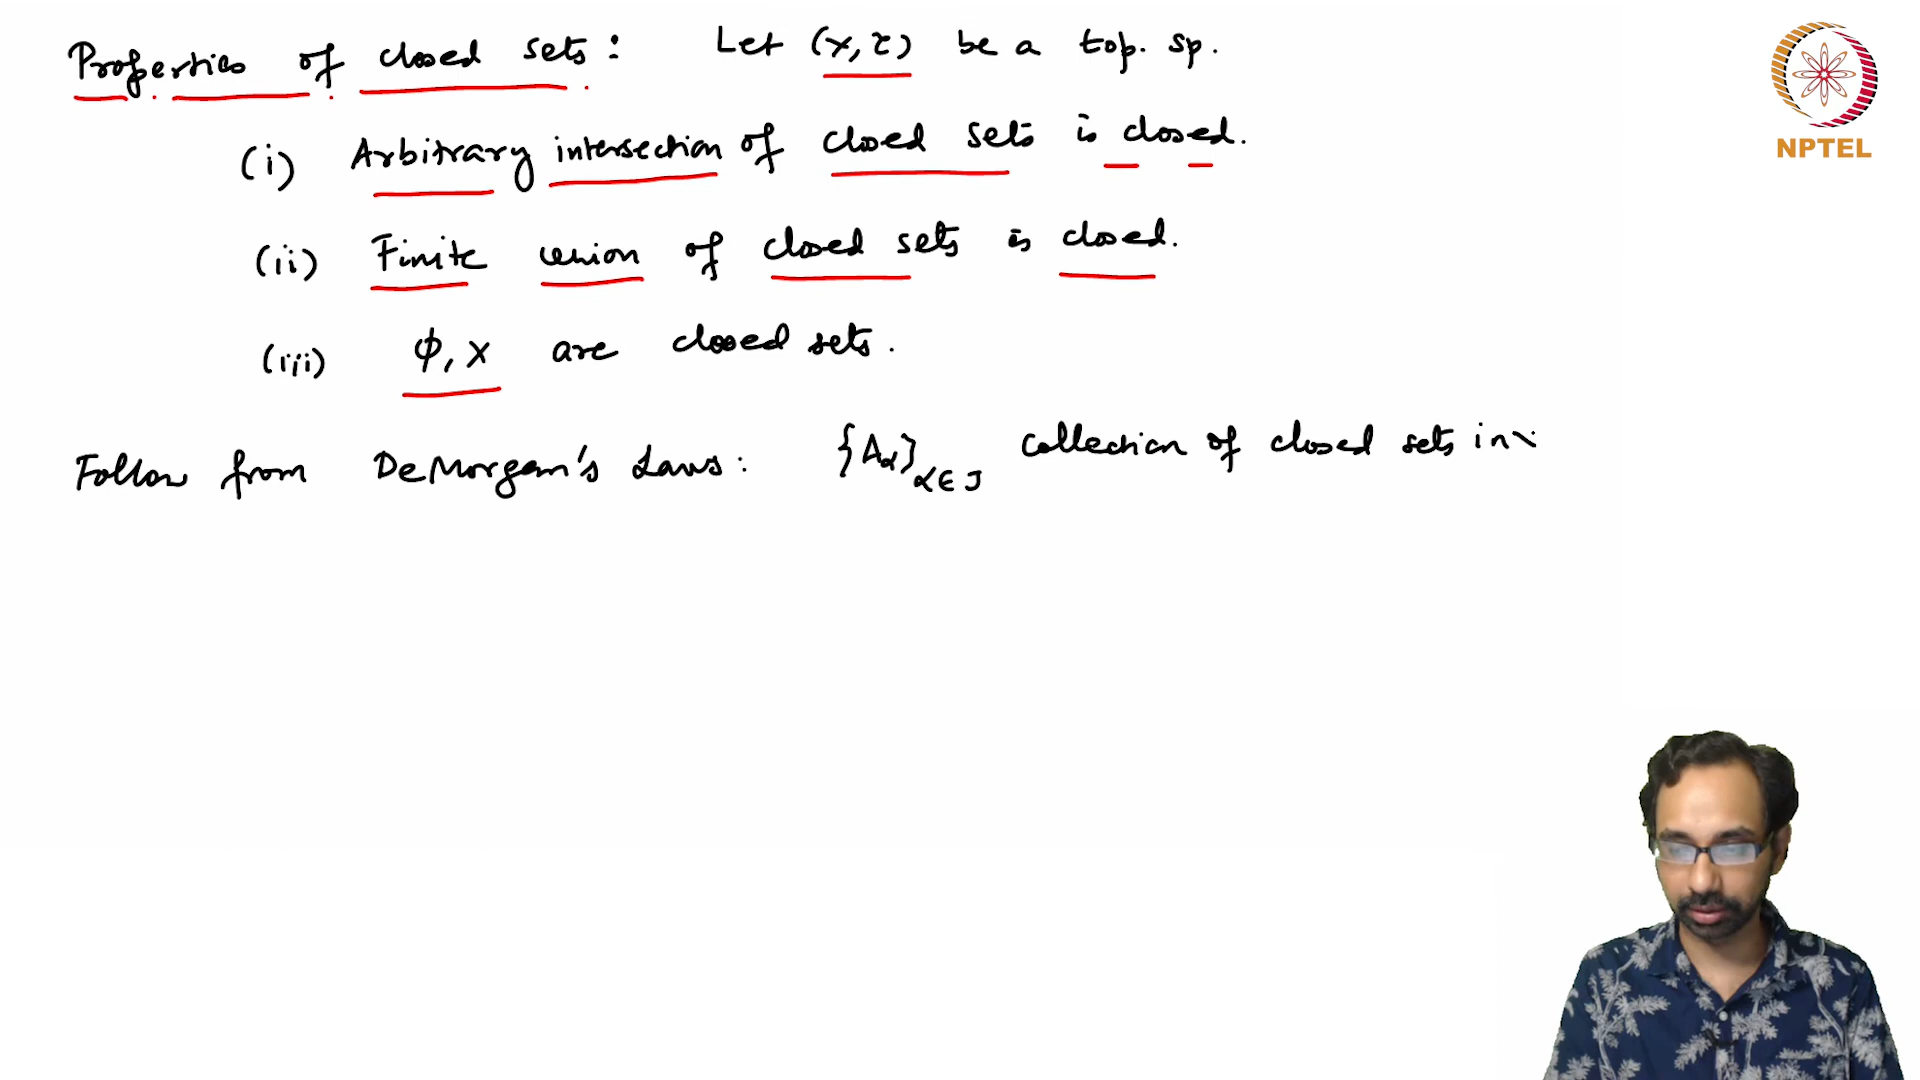 Properties of closed sets: Let (X, τ) be a top. sp.
(i) Arbitrary intersection of closed sets is closed.
(ii) Finite union of closed sets is closed.
(iii) φ, X are closed sets.
Follow from DeMorgan's Laws: {Aα}α∈J collection of closed sets in X
NPTEL